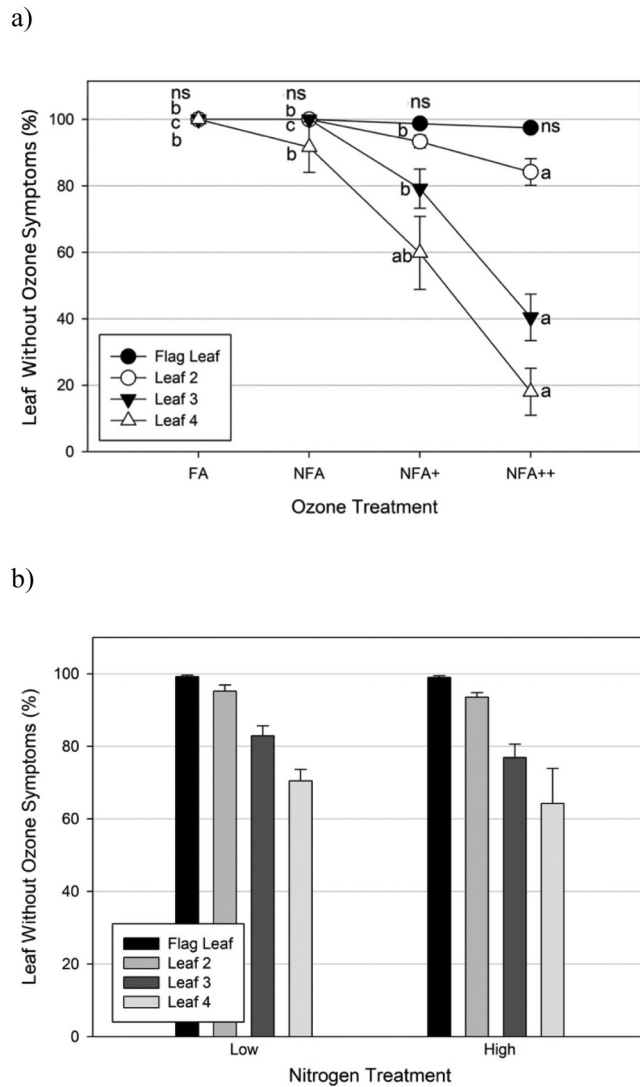 a)
ns
b
c
b
ns
b
c
b
ns
b
b
ab
ns
a
a
a
100
80
60
40
20
0
Leaf Without Ozone Symptoms (%)
Flag Leaf
Leaf 2
Leaf 3
Leaf 4
FA NFA NFA+ NFA++
Ozone Treatment
b)
100
80
60
40
20
0
Leaf Without Ozone Symptoms (%)
Flag Leaf
Leaf 2
Leaf 3
Leaf 4
Low High
Nitrogen Treatment